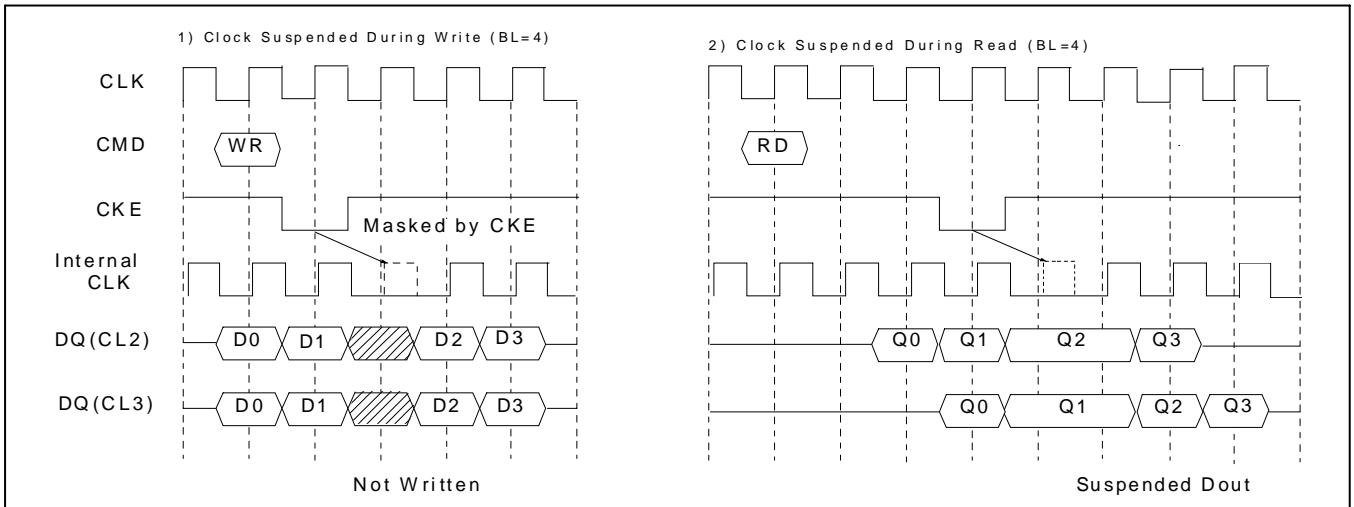 1) Clock Suspended During Write (BL=4)
2) Clock Suspended During Read (BL=4)
CLK
CMD
WR
RD
CKE
Masked by CKE
Internal
CLK
DQ(CL2)
D0 D1 D2 D3
Q0 Q1 Q2 Q3
DQ(CL3)
D0 D1 D2 D3
Q0 Q1 Q2 Q3
Not Written
Suspended Dout